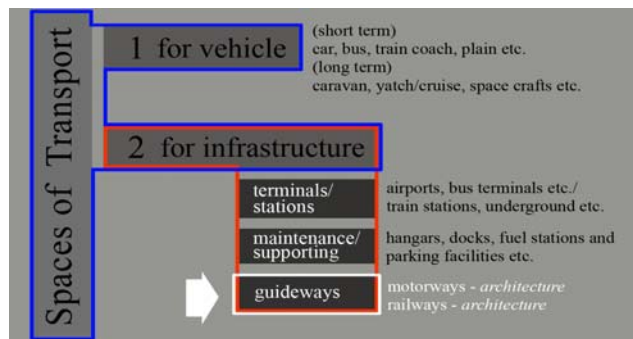 Spaces of Transport
1 for vehicle
(short term)
car, bus, train coach, plain etc.
(long term)
caravan, yatch/cruise, space crafts etc.
2 for infrastructure
terminals/
stations
airports, bus terminals etc./
train stations, underground etc.
maintenance/
supporting
hangars, docks, fuel stations and
parking facilities etc.
guideways
motorways - architecture
railways - architecture